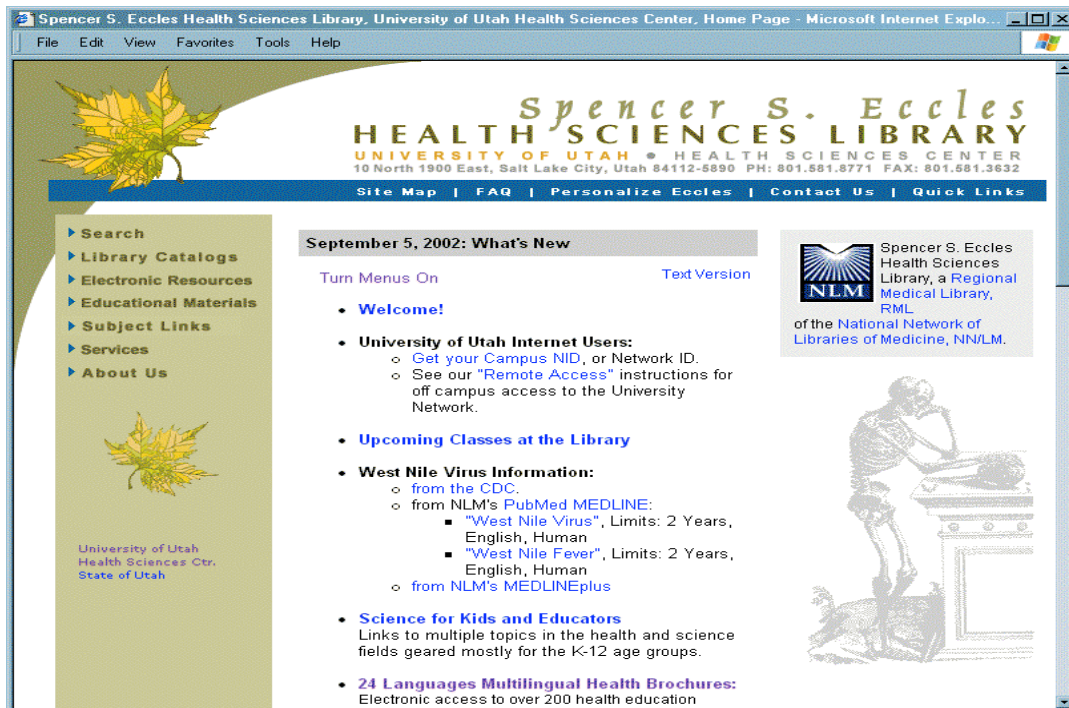 Spencer S. Eccles Health Sciences Library, University of Utah Health Sciences Center, Home Page - Microsoft Internet Explo...
File Edit View Favorites Tools Help
Spencer S. Eccles
HEALTH SCIENCES LIBRARY
UNIVERSITY OF UTAH • HEALTH SCIENCES CENTER
10 North 1900 East, Salt Lake City, Utah 84112-5890 PH: 801.581.8771 FAX: 801.581.3632
Site Map | FAQ | Personalize Eccles | Contact Us | Quick Links
Search
Library Catalogs
Electronic Resources
Educational Materials
Subject Links
Services
About Us
University of Utah
Health Sciences Ctr.
State of Utah
September 5, 2002: What's New
Turn Menus On
Text Version
• Welcome!
• University of Utah Internet Users:
o Get your Campus NID, or Network ID.
o See our "Remote Access" instructions for
off campus access to the University
Network.
• Upcoming Classes at the Library
• West Nile Virus Information:
o from the CDC.
o from NLM's PubMed MEDLINE:
▪ "West Nile Virus", Limits: 2 Years,
English, Human
▪ "West Nile Fever", Limits: 2 Years,
English, Human
o from NLM's MEDLINEplus
• Science for Kids and Educators
Links to multiple topics in the health and science
fields geared mostly for the K-12 age groups.
• 24 Languages Multilingual Health Brochures:
Electronic access to over 200 health education
NLM
Spencer S. Eccles
Health Sciences
Library, a Regional
Medical Library,
RML
of the National Network of
Libraries of Medicine, NN/LM.